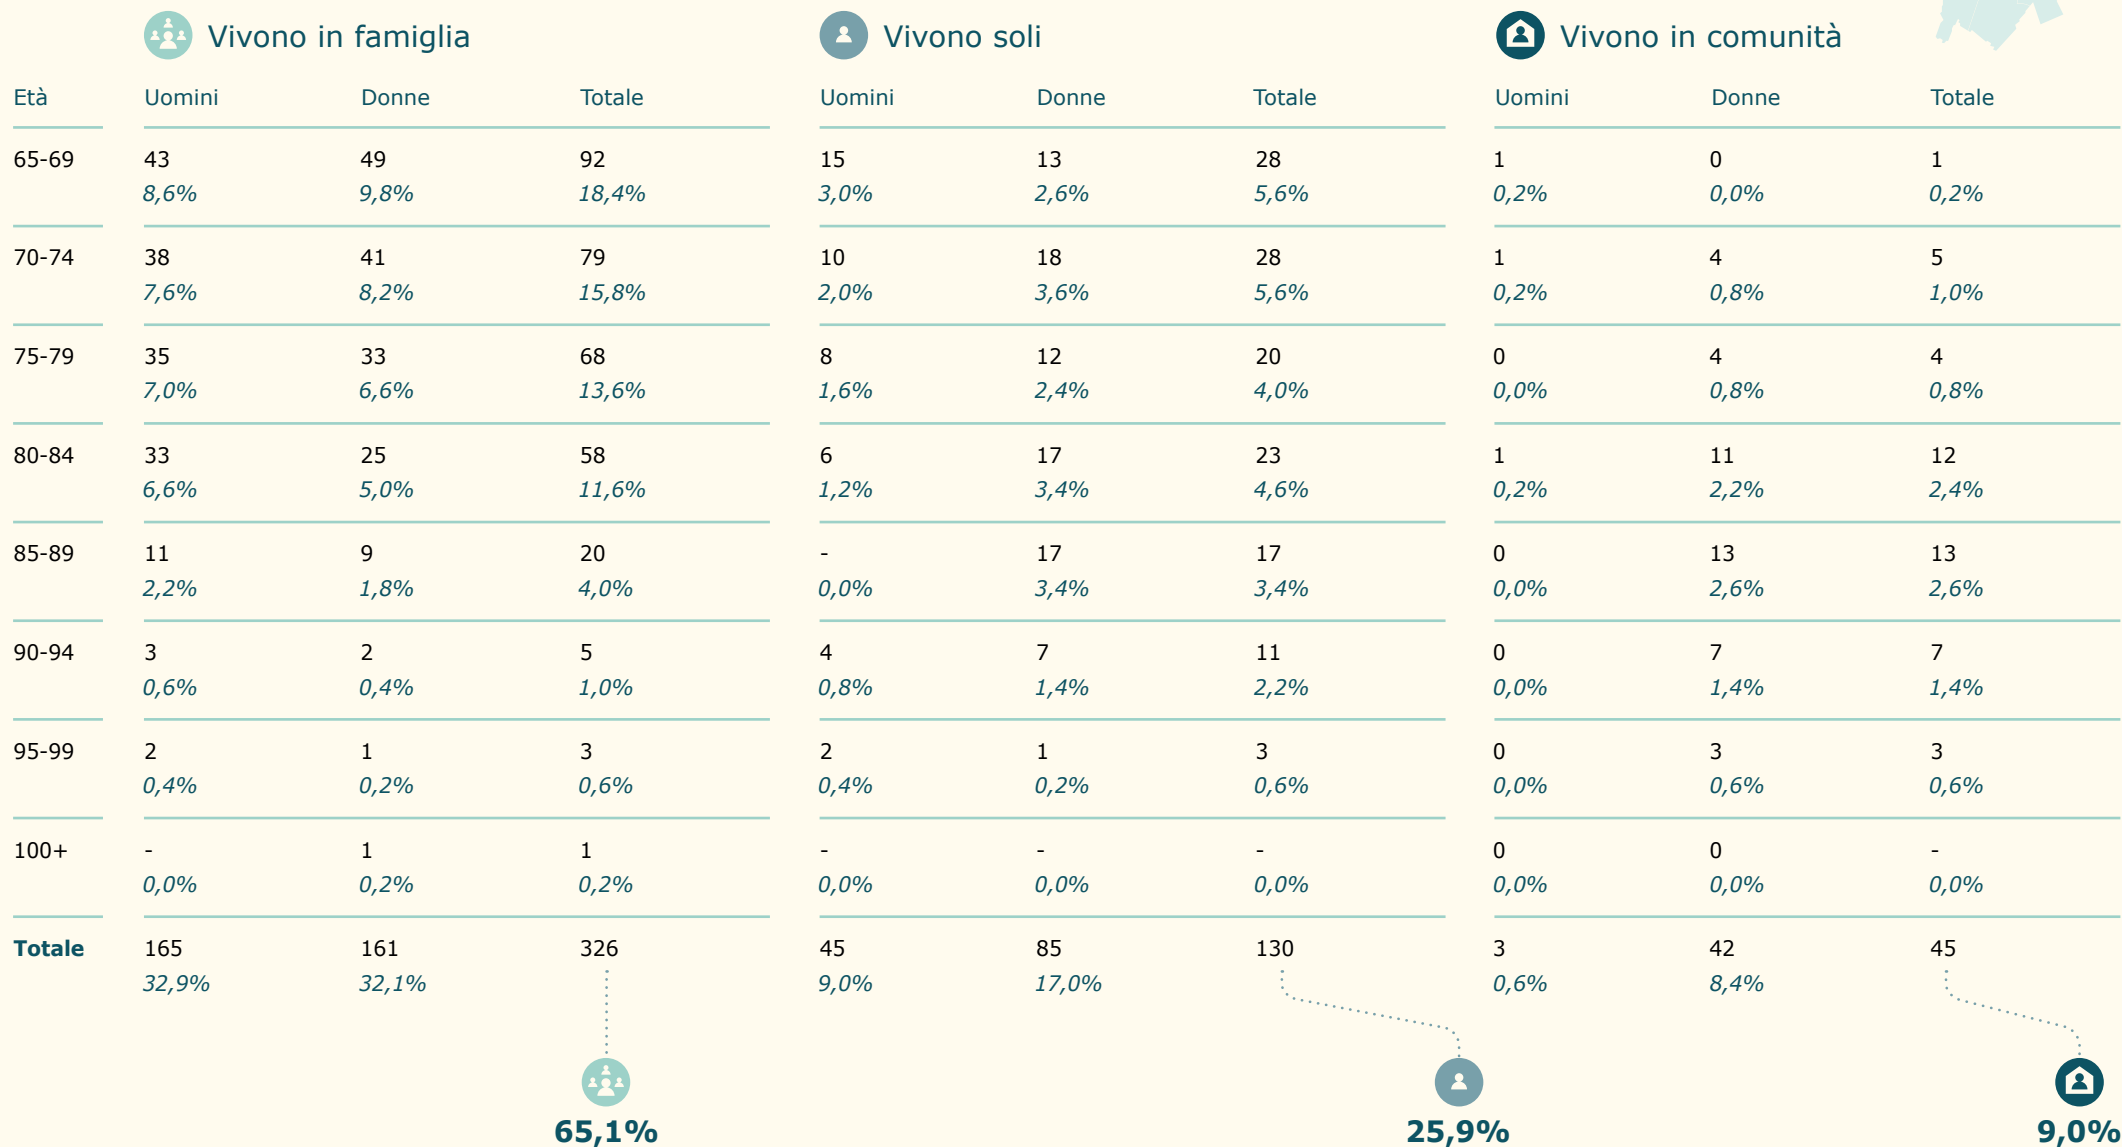 Vivono in famiglia Vivono soli Vivono in comunità
Età Uomini Donne Totale Uomini Donne Totale Uomini Donne Totale
65-69 43 49 92 15 13 28 1 0 1
8,6% 9,8% 18,4% 3,0% 2,6% 5,6% 0,2% 0,0% 0,2%
70-74 38 41 79 10 18 28 1 4 5
7,6% 8,2% 15,8% 2,0% 3,6% 5,6% 0,2% 0,8% 1,0%
75-79 35 33 68 8 12 20 0 4 4
7,0% 6,6% 13,6% 1,6% 2,4% 4,0% 0,0% 0,8% 0,8%
80-84 33 25 58 6 17 23 1 11 12
6,6% 5,0% 11,6% 1,2% 3,4% 4,6% 0,2% 2,2% 2,4%
85-89 11 9 20 - 17 17 0 13 13
2,2% 1,8% 4,0% 0,0% 3,4% 3,4% 0,0% 2,6% 2,6%
90-94 3 2 5 4 7 11 0 7 7
0,6% 0,4% 1,0% 0,8% 1,4% 2,2% 0,0% 1,4% 1,4%
95-99 2 1 3 2 1 3 0 3 3
0,4% 0,2% 0,6% 0,4% 0,2% 0,6% 0,0% 0,6% 0,6%
100+ - 1 1 - - - 0 0 -
0,0% 0,2% 0,2% 0,0% 0,0% 0,0% 0,0% 0,0% 0,0%
Totale 165 161 326 45 85 130 3 42 45
32,9% 32,1% 9,0% 17,0% 0,6% 8,4%
65,1% 25,9% 9,0%